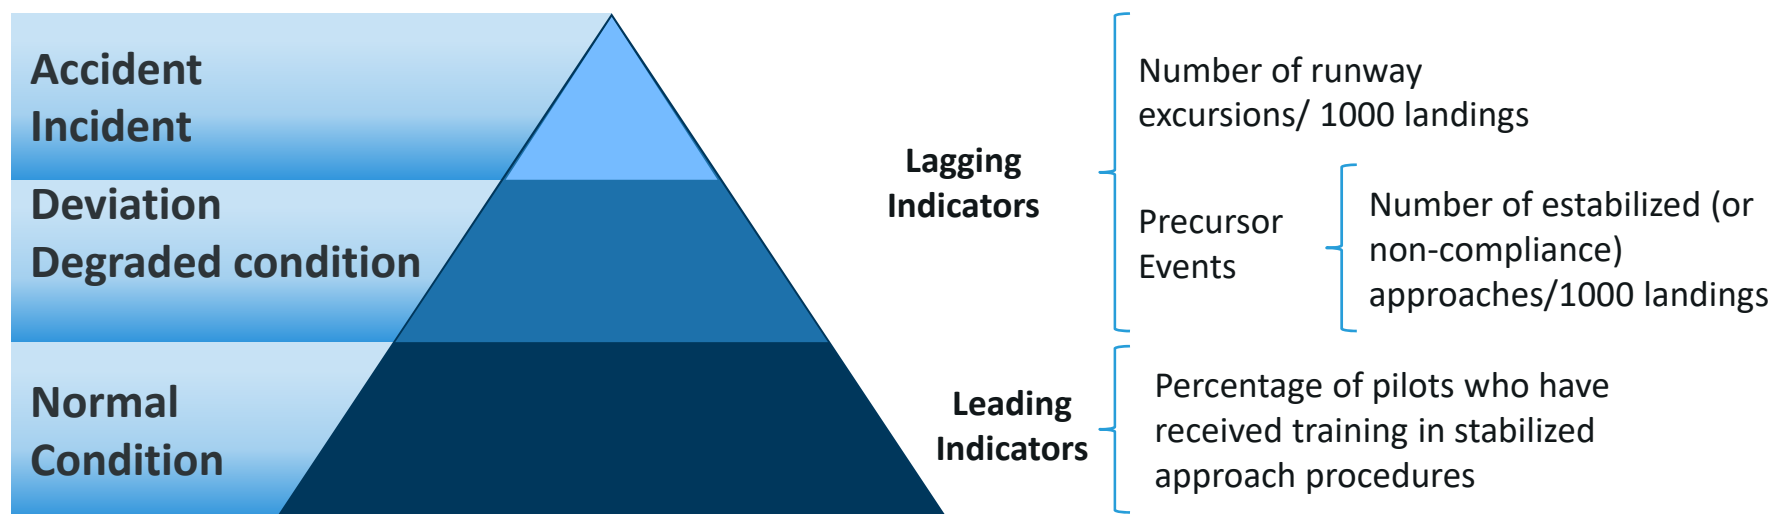 Accident
Incident
Deviation
Degraded condition
Normal
Condition
Lagging
Indicators
Number of runway
excursions/ 1000 landings
Precursor
Events
Number of estabilized (or
non-compliance)
approaches/1000 landings
Leading
Indicators
Percentage of pilots who have
received training in stabilized
approach procedures